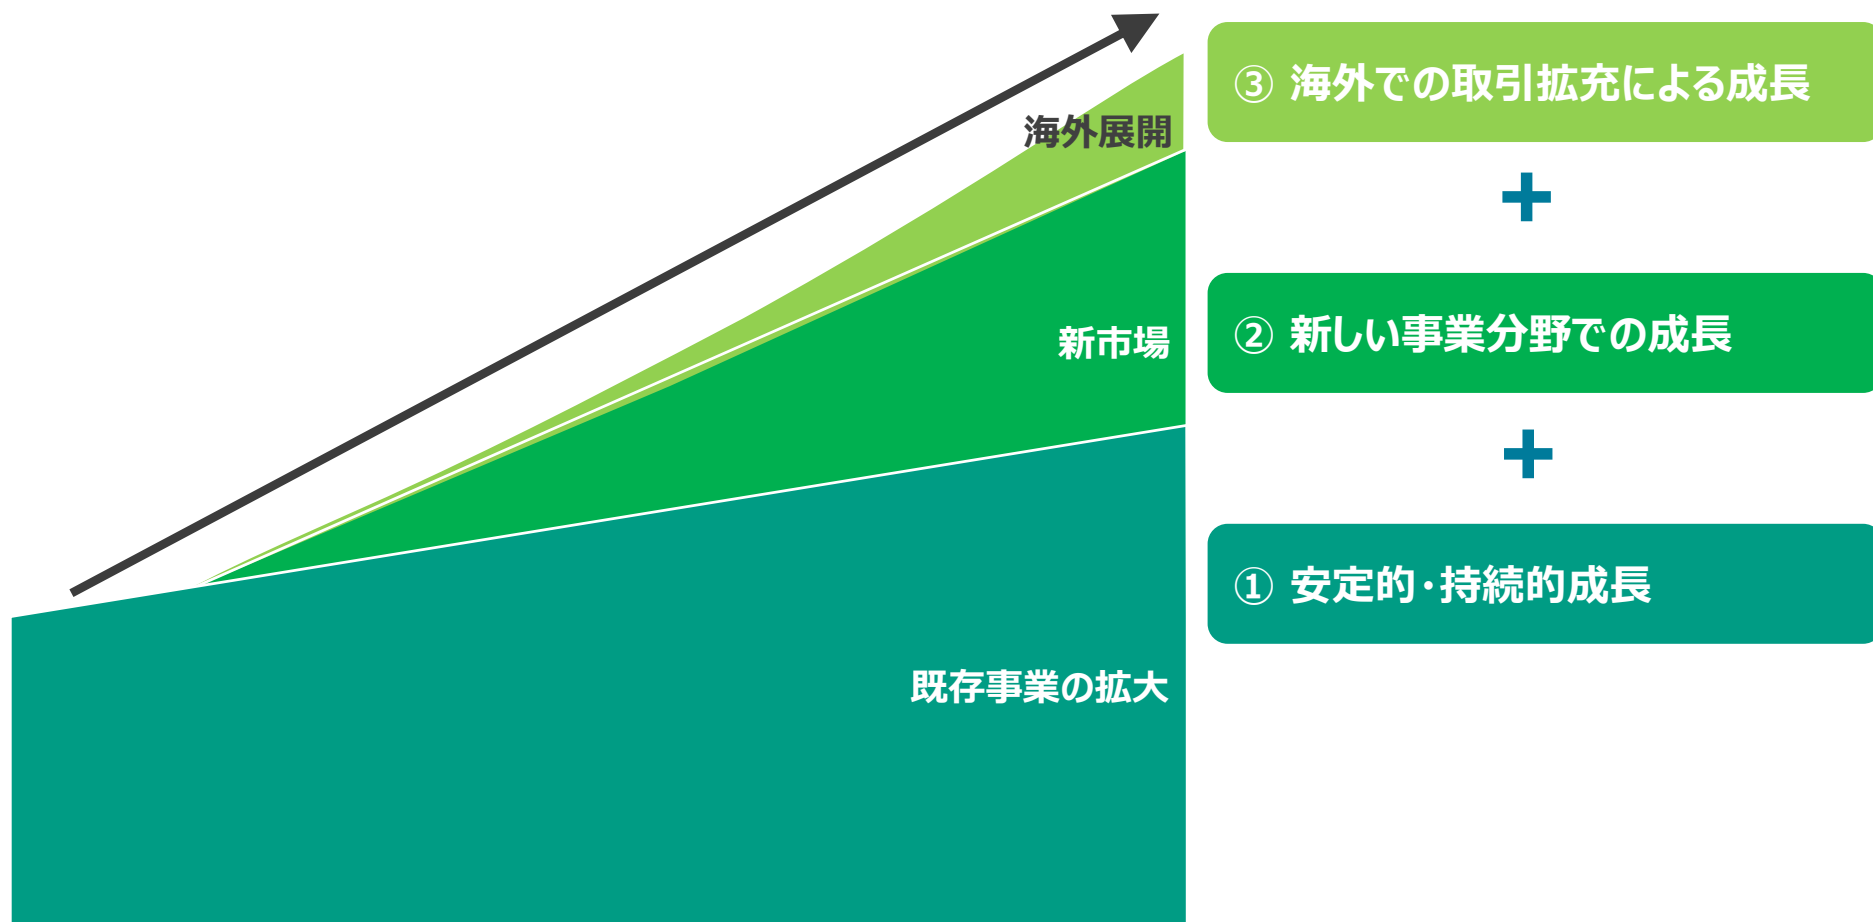 海外展開
新市場
既存事業の拡大
③ 海外での取引拡充による成長
+
② 新しい事業分野での成長
+
① 安定的・持続的成長